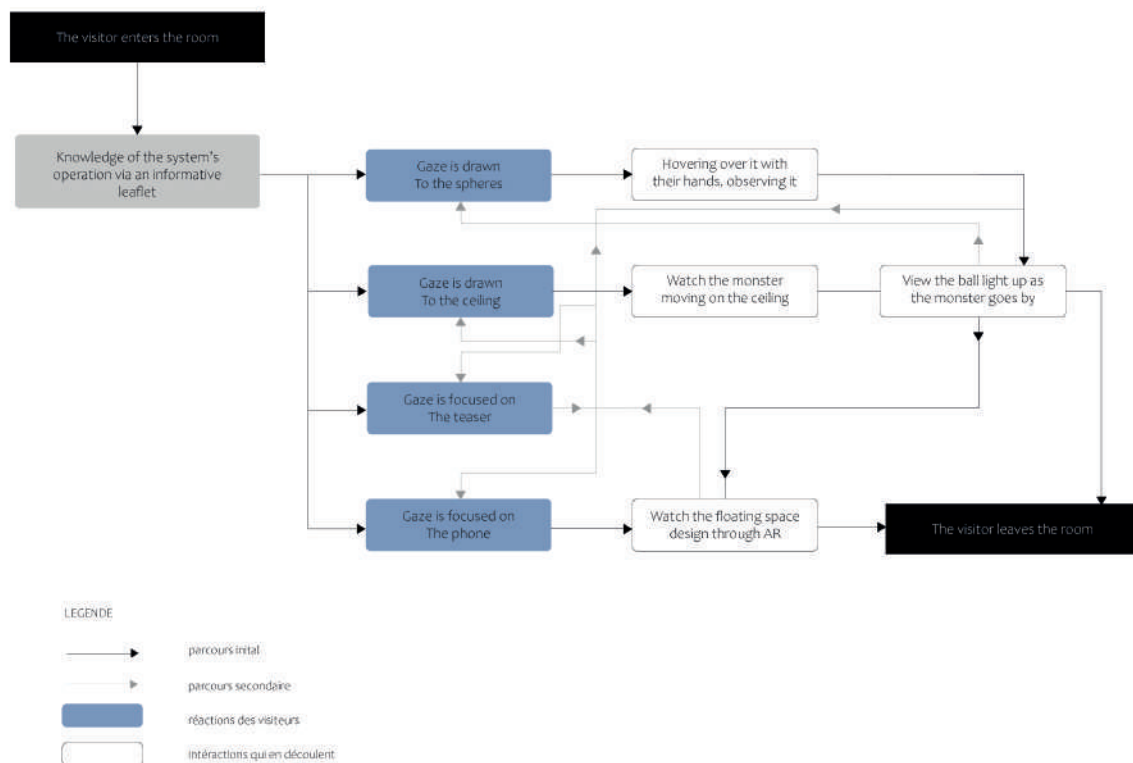 The visitor enters the room
Knowledge of the system's
operation via an informative
leaflet
Gaze is drawn
To the spheres
Hovering over it with
their hands, observing it
Gaze is drawn
To the ceiling
Watch the monster
moving on the ceiling
View the ball light up as
the monster goes by
Gaze is focused on
The teaser
Gaze is focused on
The phone
Watch the floating space
design through AR
The visitor leaves the room
LEGENDE
parcours inital
parcours secondaire
réactions des visiteurs
intéractions qui en découlent